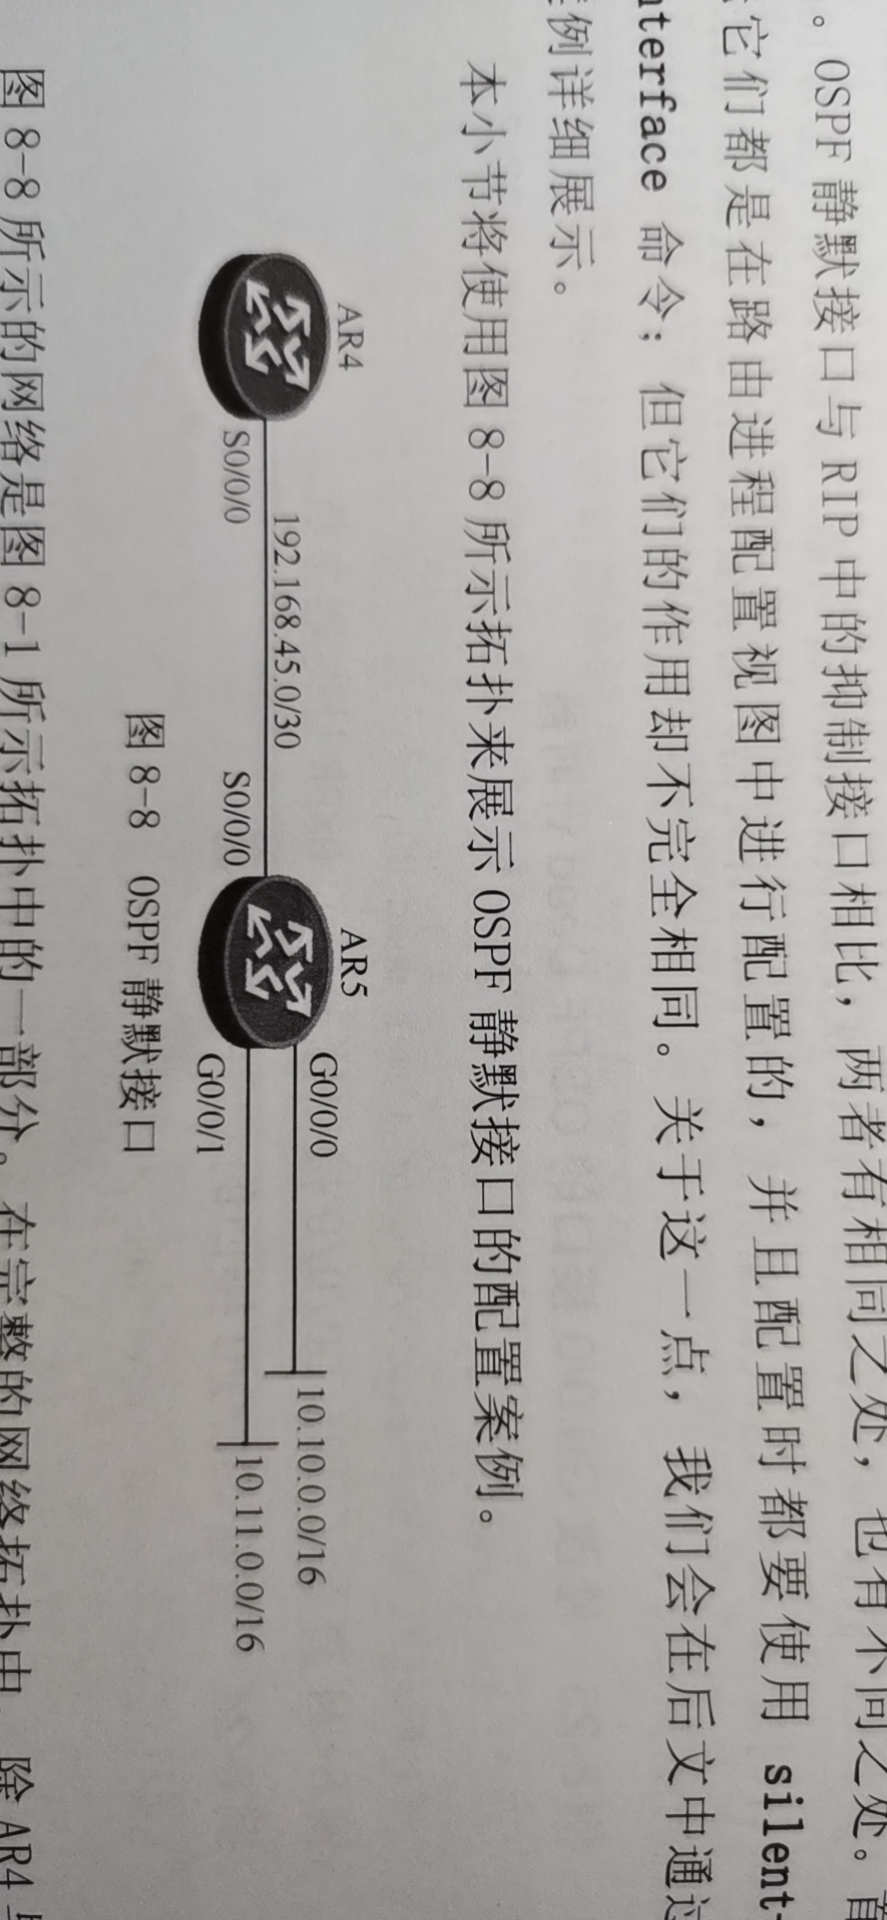 。OSPF 静默接口与 RIP 中的抑制接口相比，两者有相同之处，也有不同之处。首
它们都是在路由进程配置视图中进行配置的，并且配置时都要使用 silent-
nterface 命令；但它们的作用却不完全相同。关于这一点，我们会在后文中通过
例详细展示。
本小节将使用图 8-8 所示拓扑来展示 OSPF 静默接口的配置案例。
AR4
AR5
S0/0/0
192.168.45.0/30
S0/0/0
G0/0/0
10.10.0.0/16
G0/0/1
10.11.0.0/16
图 8-8 OSPF 静默接口
图 8-8 所示的网络是图 8-1 所示拓扑中的一部分。在完整的网络拓扑中，除 AR4 与